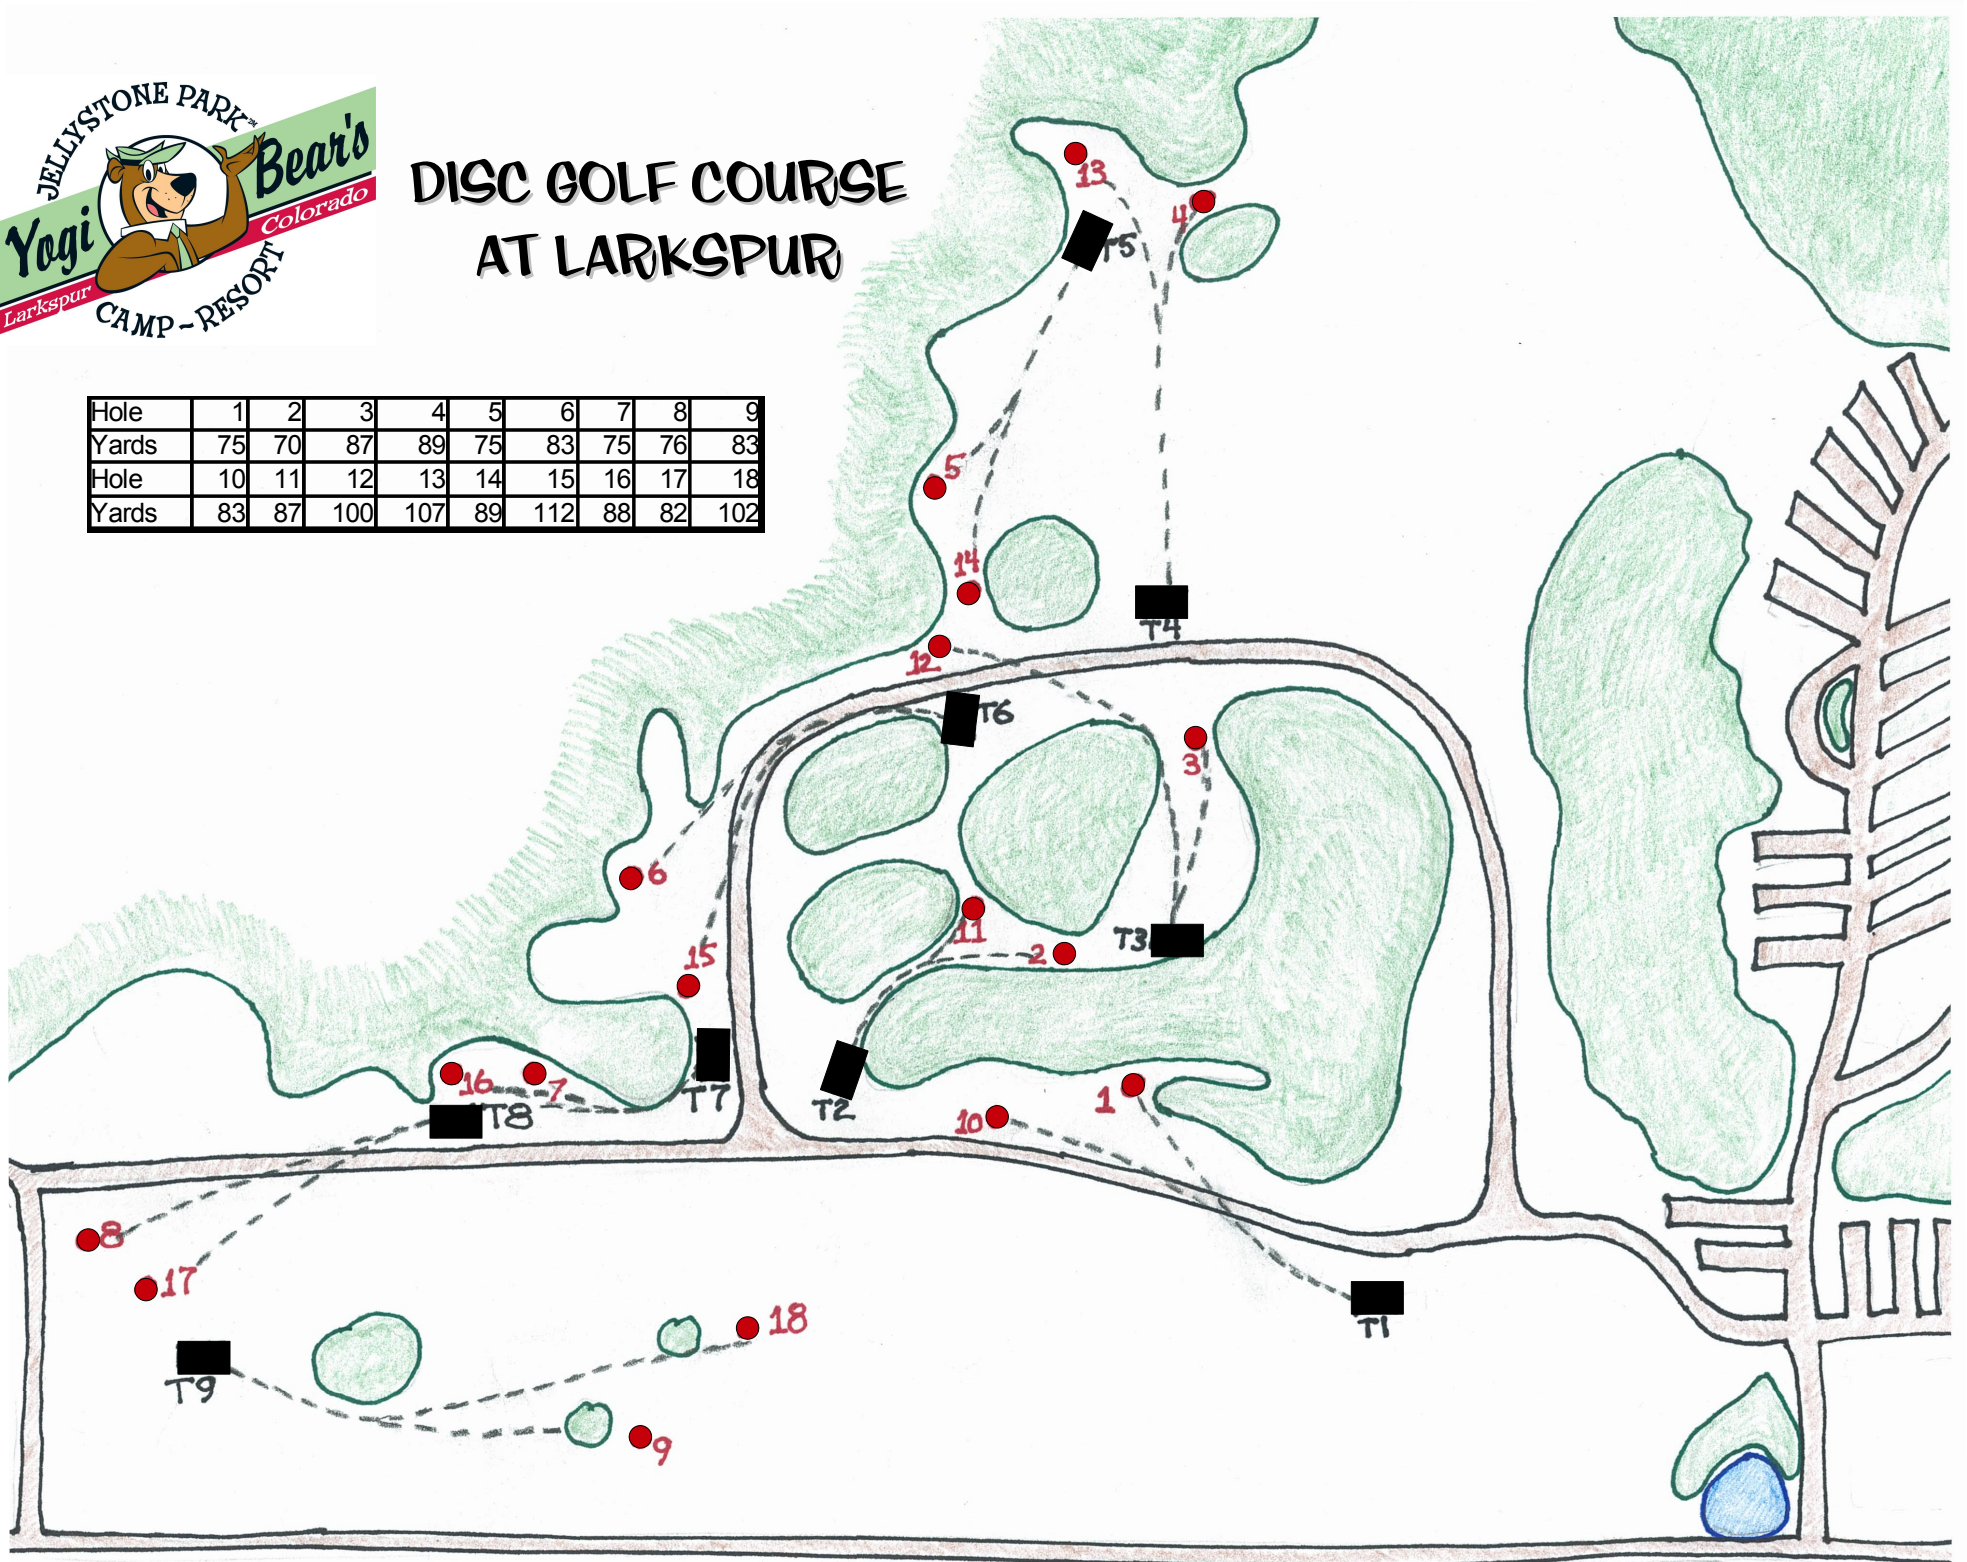 JELLYSTONE PARK™
Yogi Bear's
Larkspur Colorado
CAMP-RESORT
DISC GOLF COURSE
AT LARKSPUR
Hole 1 2 3 4 5 6 7 8 9
Yards 75 70 87 89 75 83 75 76 83
Hole 10 11 12 13 14 15 16 17 18
Yards 83 87 100 107 89 112 88 82 102
13
4
T5
5
14
T4
12
T6
3
6
11
T3
2
15
16
7
T7
T8
T2
1
10
8
17
18
T1
T9
9